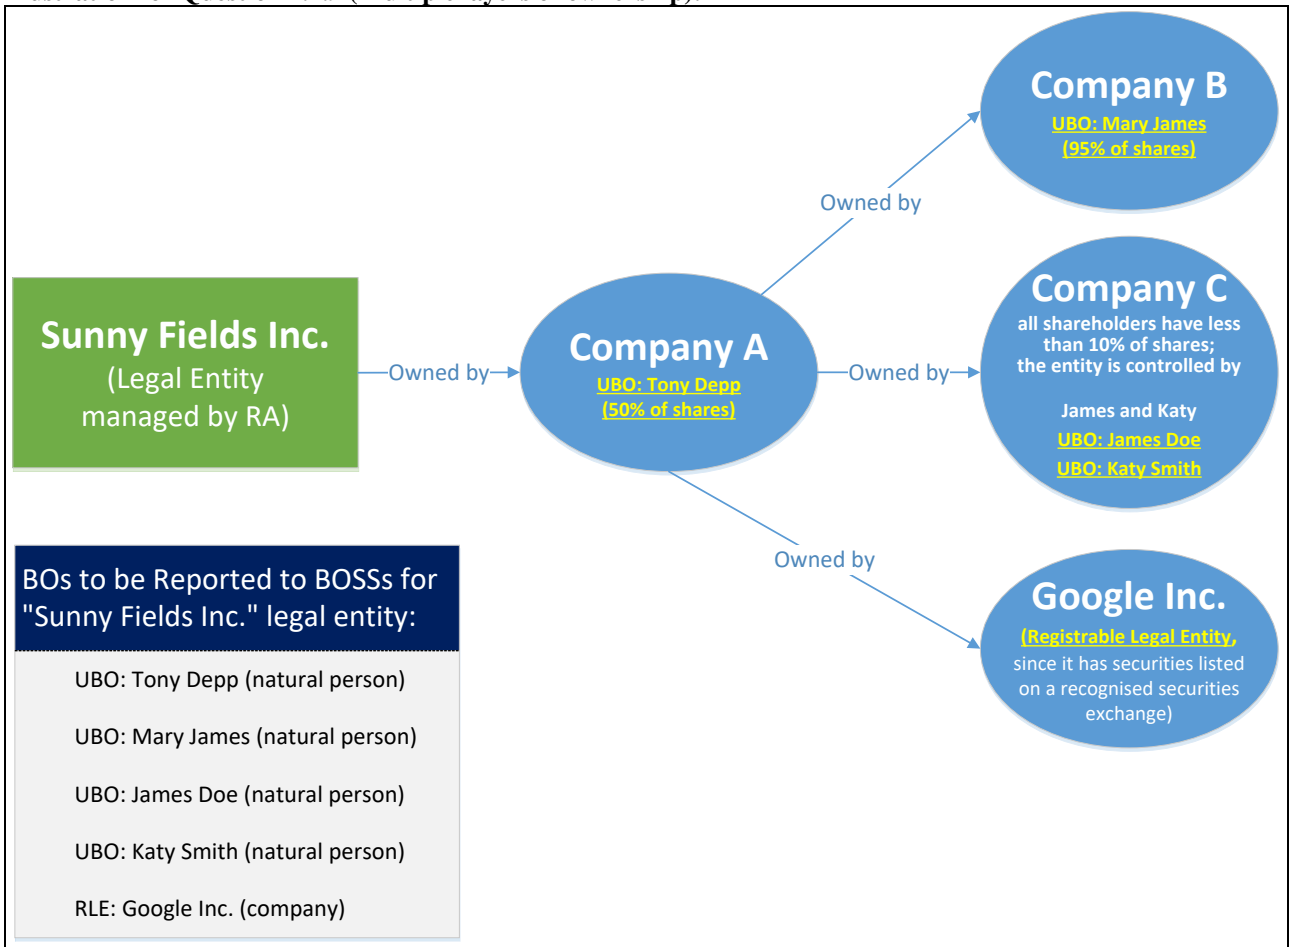 Company B
UBO: Mary James
(95% of shares)
Owned by
Sunny Fields Inc.
(Legal Entity
managed by RA)
Owned by
Company A
UBO: Tony Depp
(50% of shares)
Owned by
Company C
all shareholders have less
than 10% of shares;
the entity is controlled by
James and Katy
UBO: James Doe
UBO: Katy Smith
Owned by
Google Inc.
(Registrable Legal Entity,
since it has securities listed
on a recognised securities
exchange)
BOs to be Reported to BOSSs for
"Sunny Fields Inc." legal entity:
UBO: Tony Depp (natural person)
UBO: Mary James (natural person)
UBO: James Doe (natural person)
UBO: Katy Smith (natural person)
RLE: Google Inc. (company)